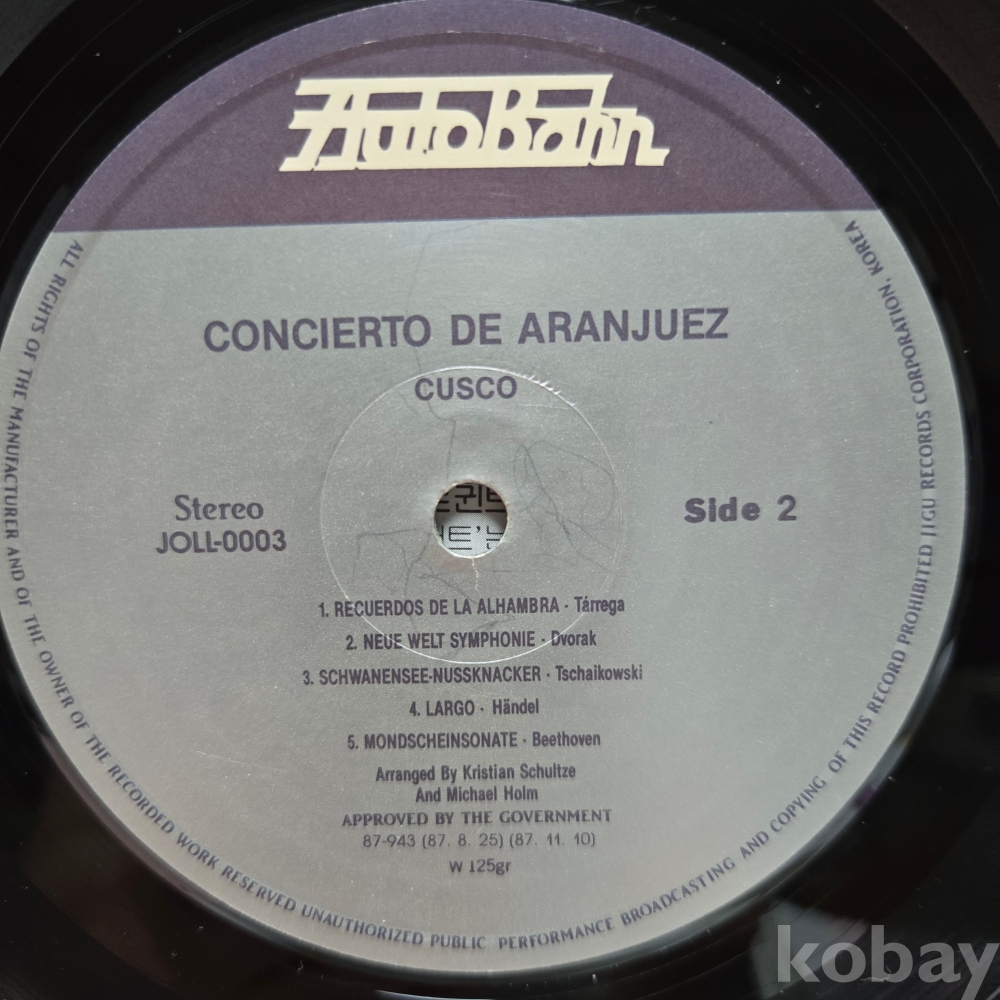 AutoBahn
CONCIERTO DE ARANJUEZ
CUSCO
Stereo
JOLL-0003
Side 2
1. RECUERDOS DE LA ALHAMBRA · Tárrega
2. NEUE WELT SYMPHONIE · Dvorak
3. SCHWANENSEE-NUSSKNACKER · Tschaikowski
4. LARGO · Händel
5. MONDSCHEINSONATE · Beethoven
Arranged By Kristian Schultze
And Michael Holm
APPROVED BY THE GOVERNMENT
87-943 (87. 8. 25) (87. 11. 10)
W 125gr
ALL RIGHTS OF THE MANUFACTURER AND OF THE OWNER OF THE RECORDED WORK RESERVED UNAUTHORIZED PUBLIC PERFORMANCE BROADCASTING AND COPYING OF THIS RECORD PROHIBITED JIGU RECORDS CORPORATION, KOREA
kobay